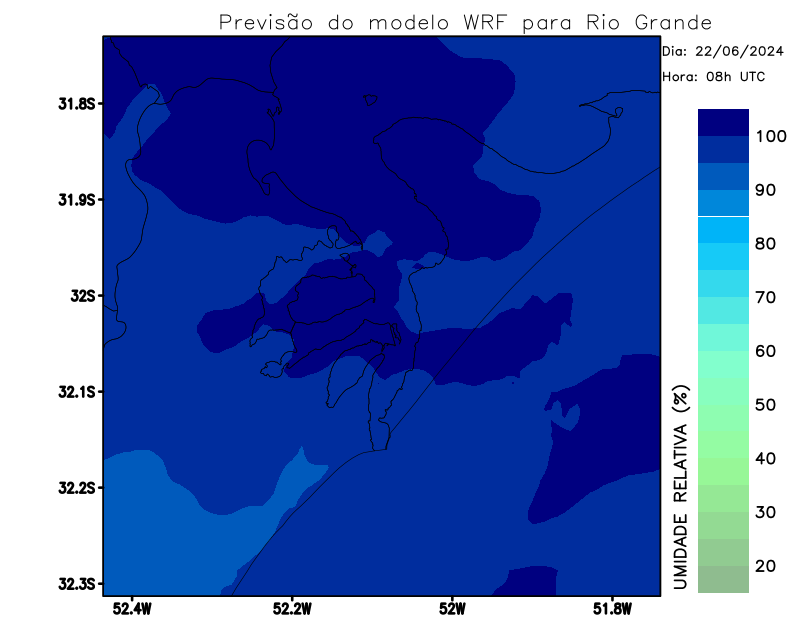 Previsão do modelo WRF para Rio Grande
Dia: 22/06/2024
Hora: 08h UTC
31.8S
31.9S
32S
32.1S
32.2S
32.3S
52.4W
52.2W
52W
51.8W
UMIDADE RELATIVA (%)
100
90
80
70
60
50
40
30
20